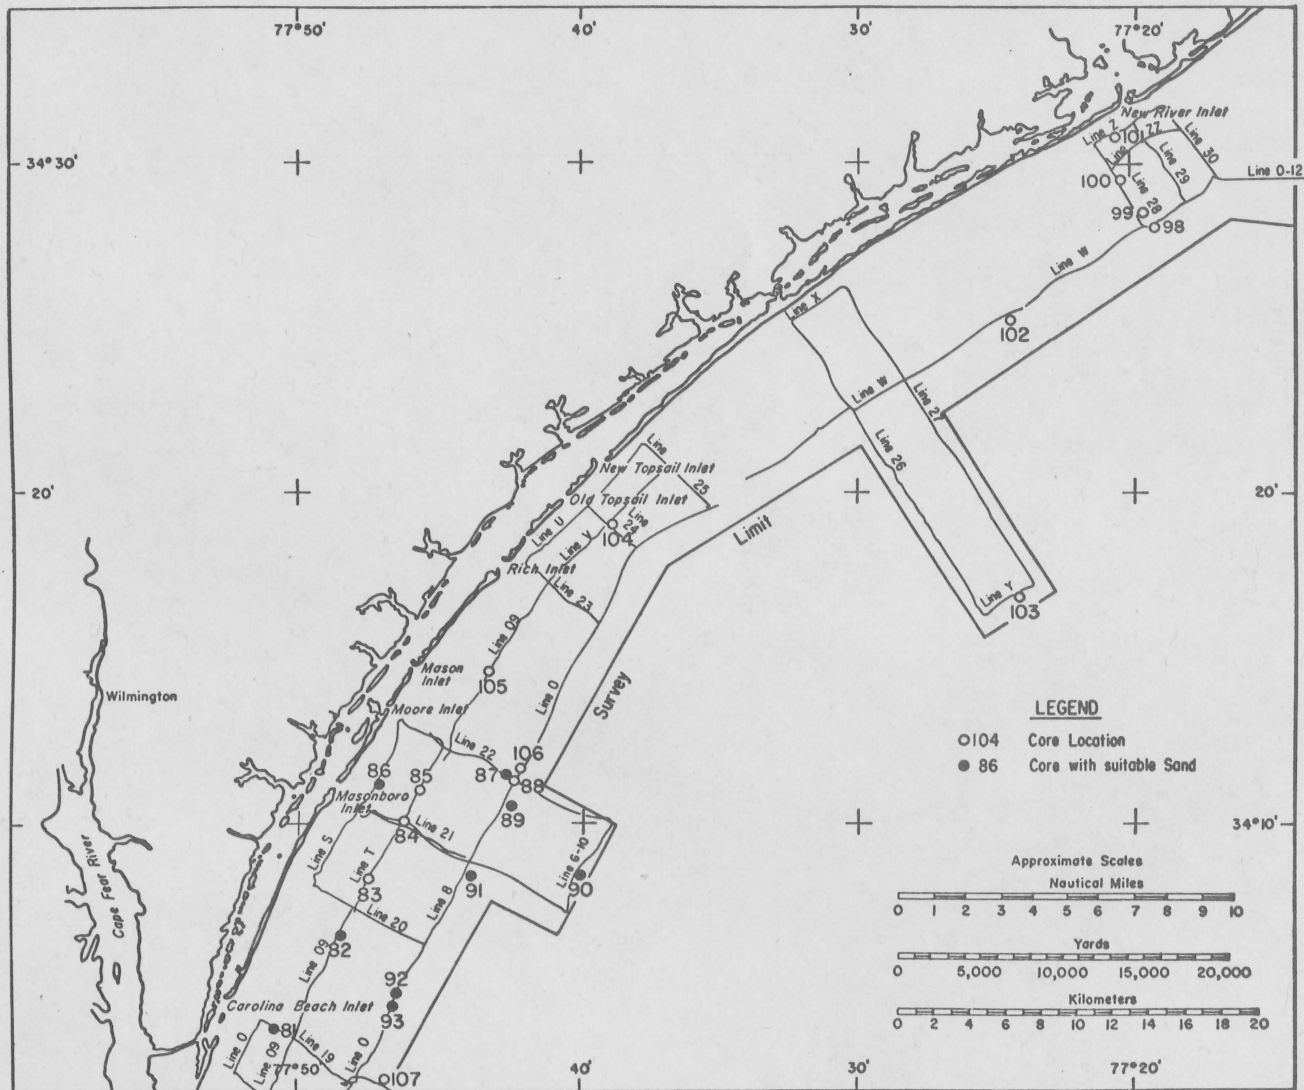 77°50'
40'
30'
77°20'
New River Inlet
Line Z
101
ZZ
Line 30
34°30'
Line
Line 29
Line 0-12
100
Line 28
99
98
Line W
Line X
102
Line W
Line 27
Line 26
Line
New Topsail Inlet
20'
25
20'
Old Topsail Inlet
Line U
Line
24
104
Line V
Limit
Rich Inlet
Line 23
Line Y
103
Line 09
Mason
Inlet
105
Line 0
Survey
Wilmington
Moore Inlet
LEGEND
104 Core Location
86 Core with suitable Sand
Line 22
106
86
85
87
88
Masonboro
Inlet
89
Line 21
84
34°10'
Cape Fear River
Line S
Line T
Line 6-10
83
91
90
Line 8
Line 20
Approximate Scales
Nautical Miles
0 1 2 3 4 5 6 7 8 9 10
Line 09
82
Yards
0 5,000 10,000 15,000 20,000
92
93
Carolina Beach Inlet
Kilometers
0 2 4 6 8 10 12 14 16 18 20
81
Line 0
Line 09
Line 19
Line 0
77°50'
107
40'
30'
77°20'